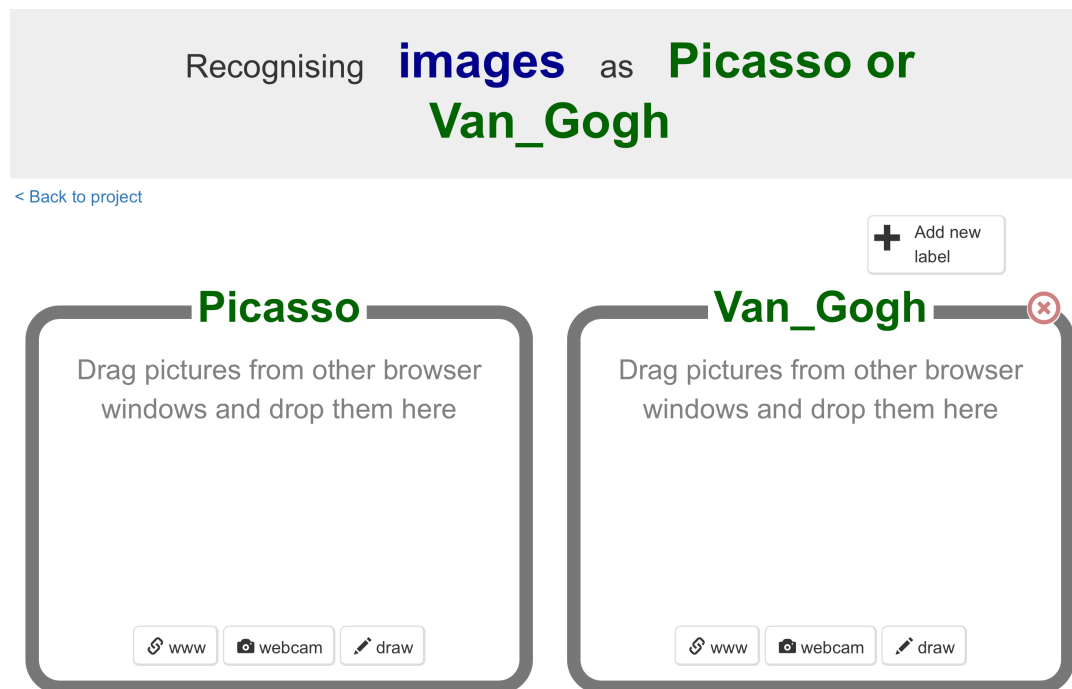 Recognising images as Picasso or
Van_Gogh
< Back to project
Add new
label
Picasso
Drag pictures from other browser
windows and drop them here
www webcam draw
Van_Gogh
Drag pictures from other browser
windows and drop them here
www webcam draw